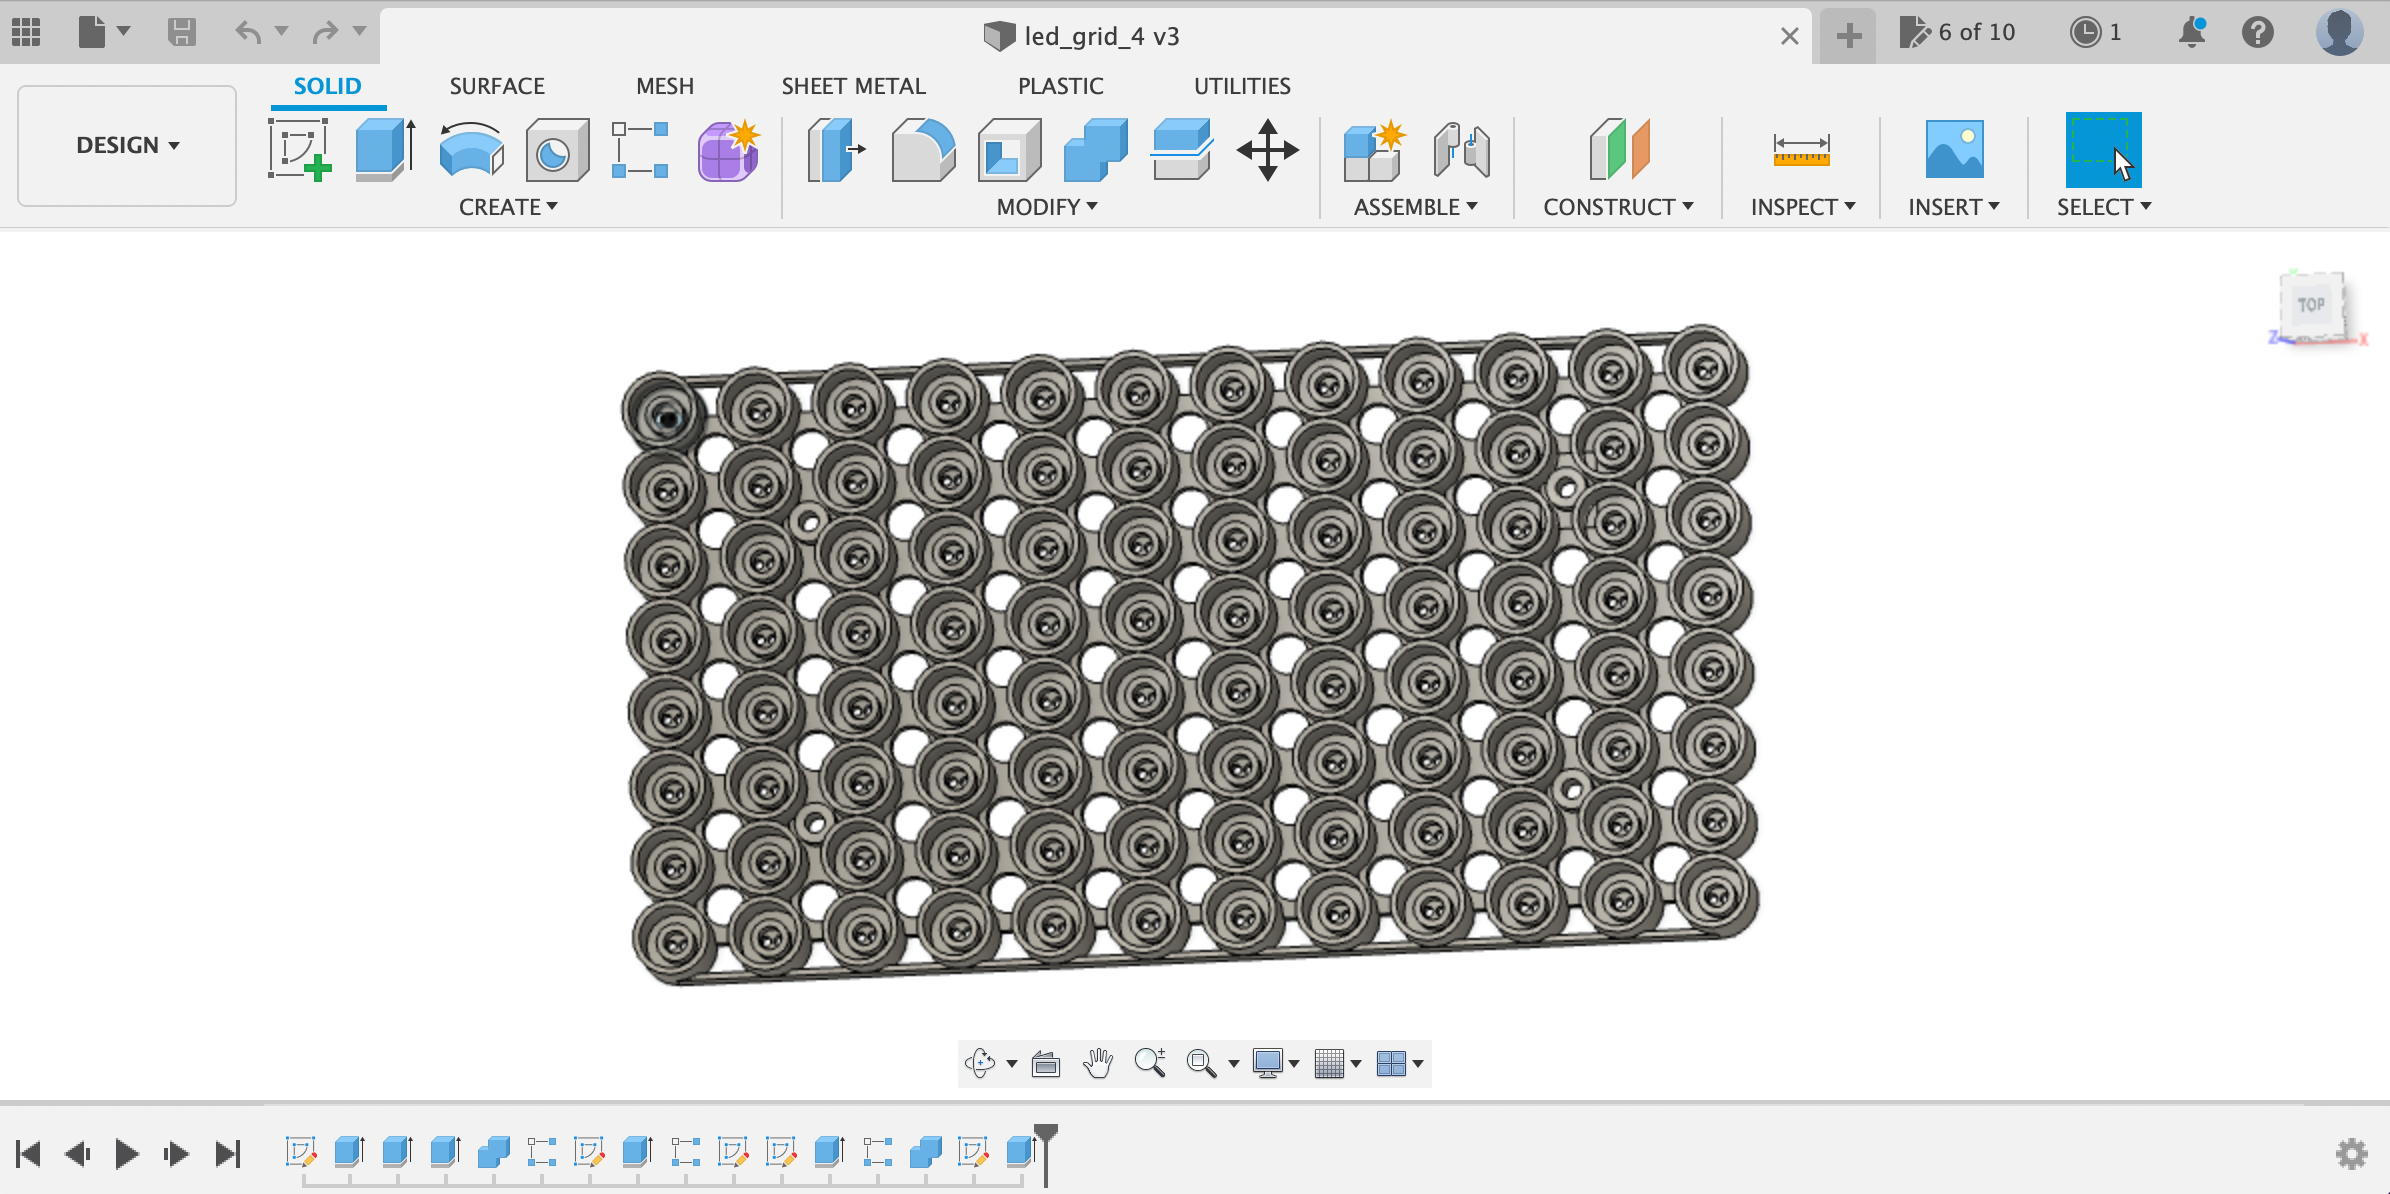 led_grid_4 v3
6 of 10
1
SOLID SURFACE MESH SHEET METAL PLASTIC UTILITIES
DESIGN
CREATE MODIFY ASSEMBLE CONSTRUCT INSPECT INSERT SELECT
TOP
Z X